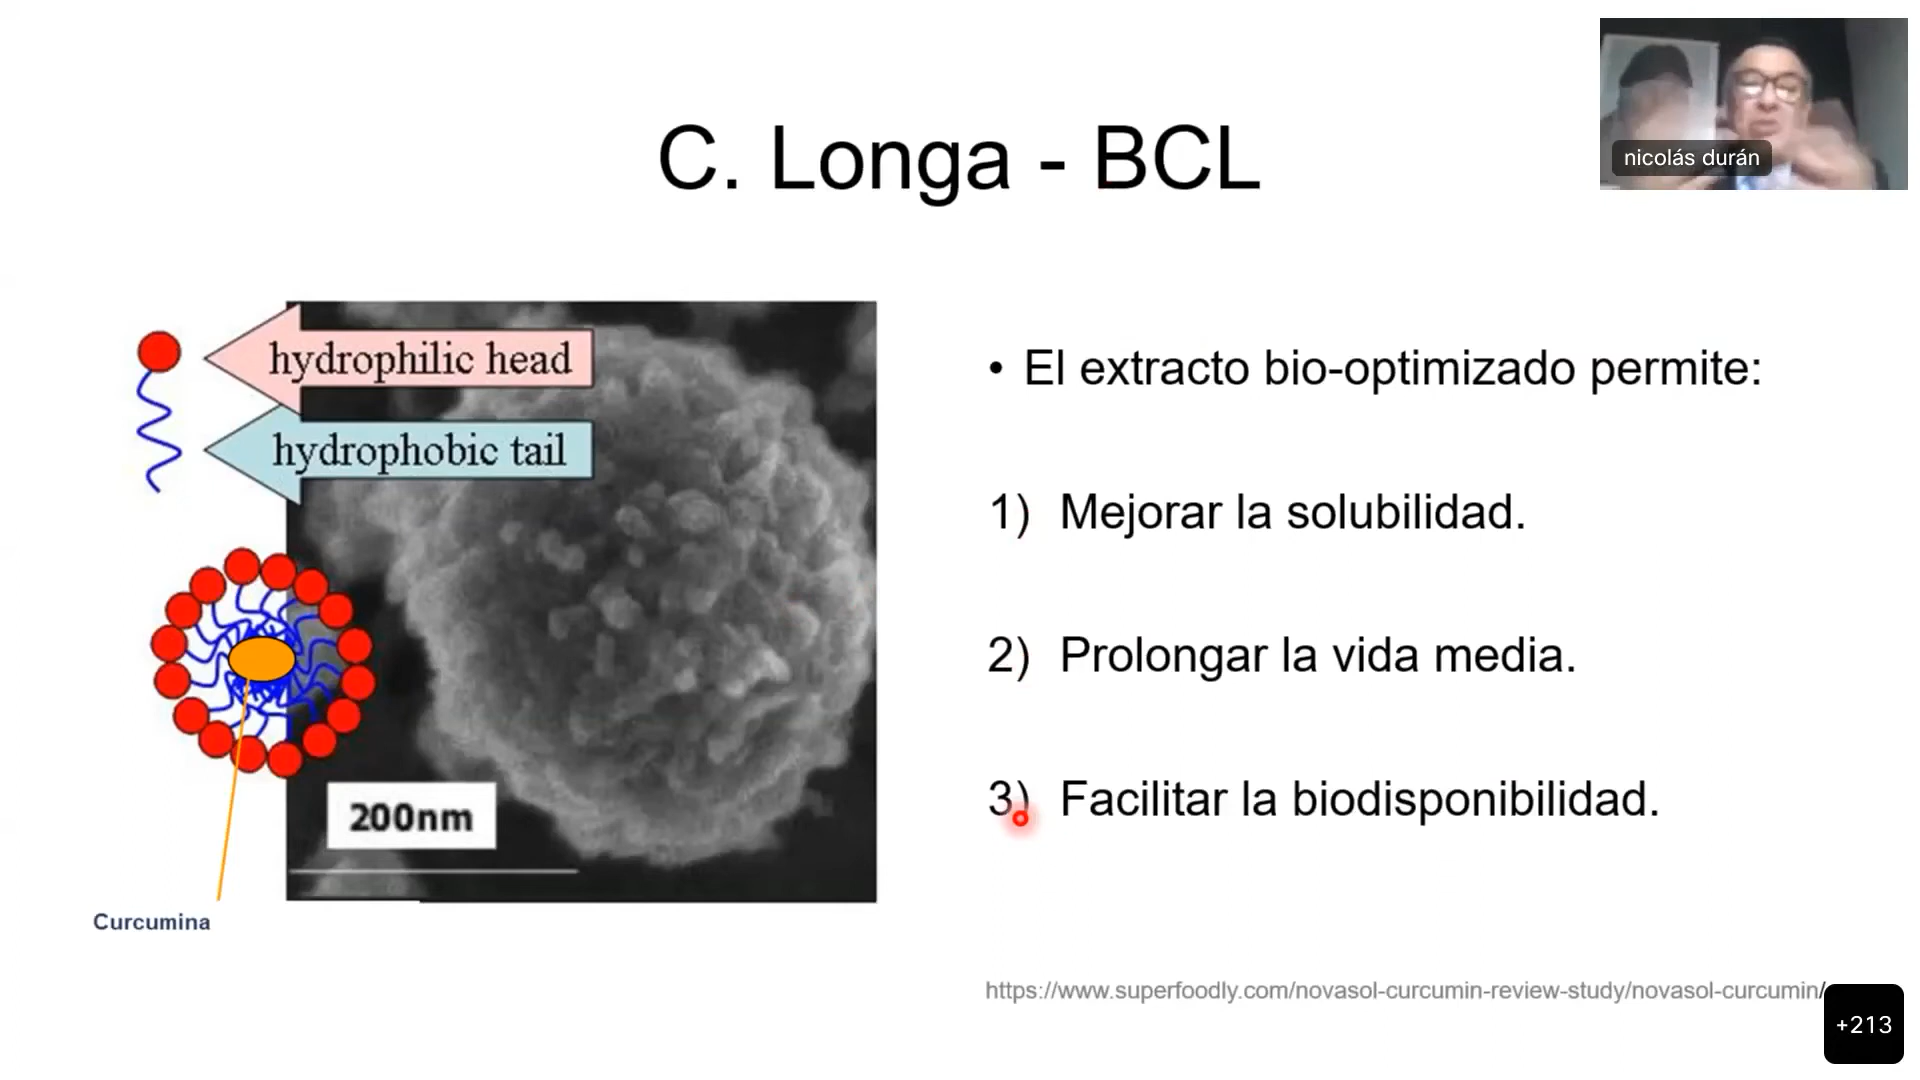 nicolás durán
C. Longa - BCL
hydrophilic head
hydrophobic tail
200nm
Curcumina
• El extracto bio-optimizado permite:
1) Mejorar la solubilidad.
2) Prolongar la vida media.
3) Facilitar la biodisponibilidad.
https://www.superfoodly.com/novasol-curcumin-review-study/novasol-curcumin/
+213